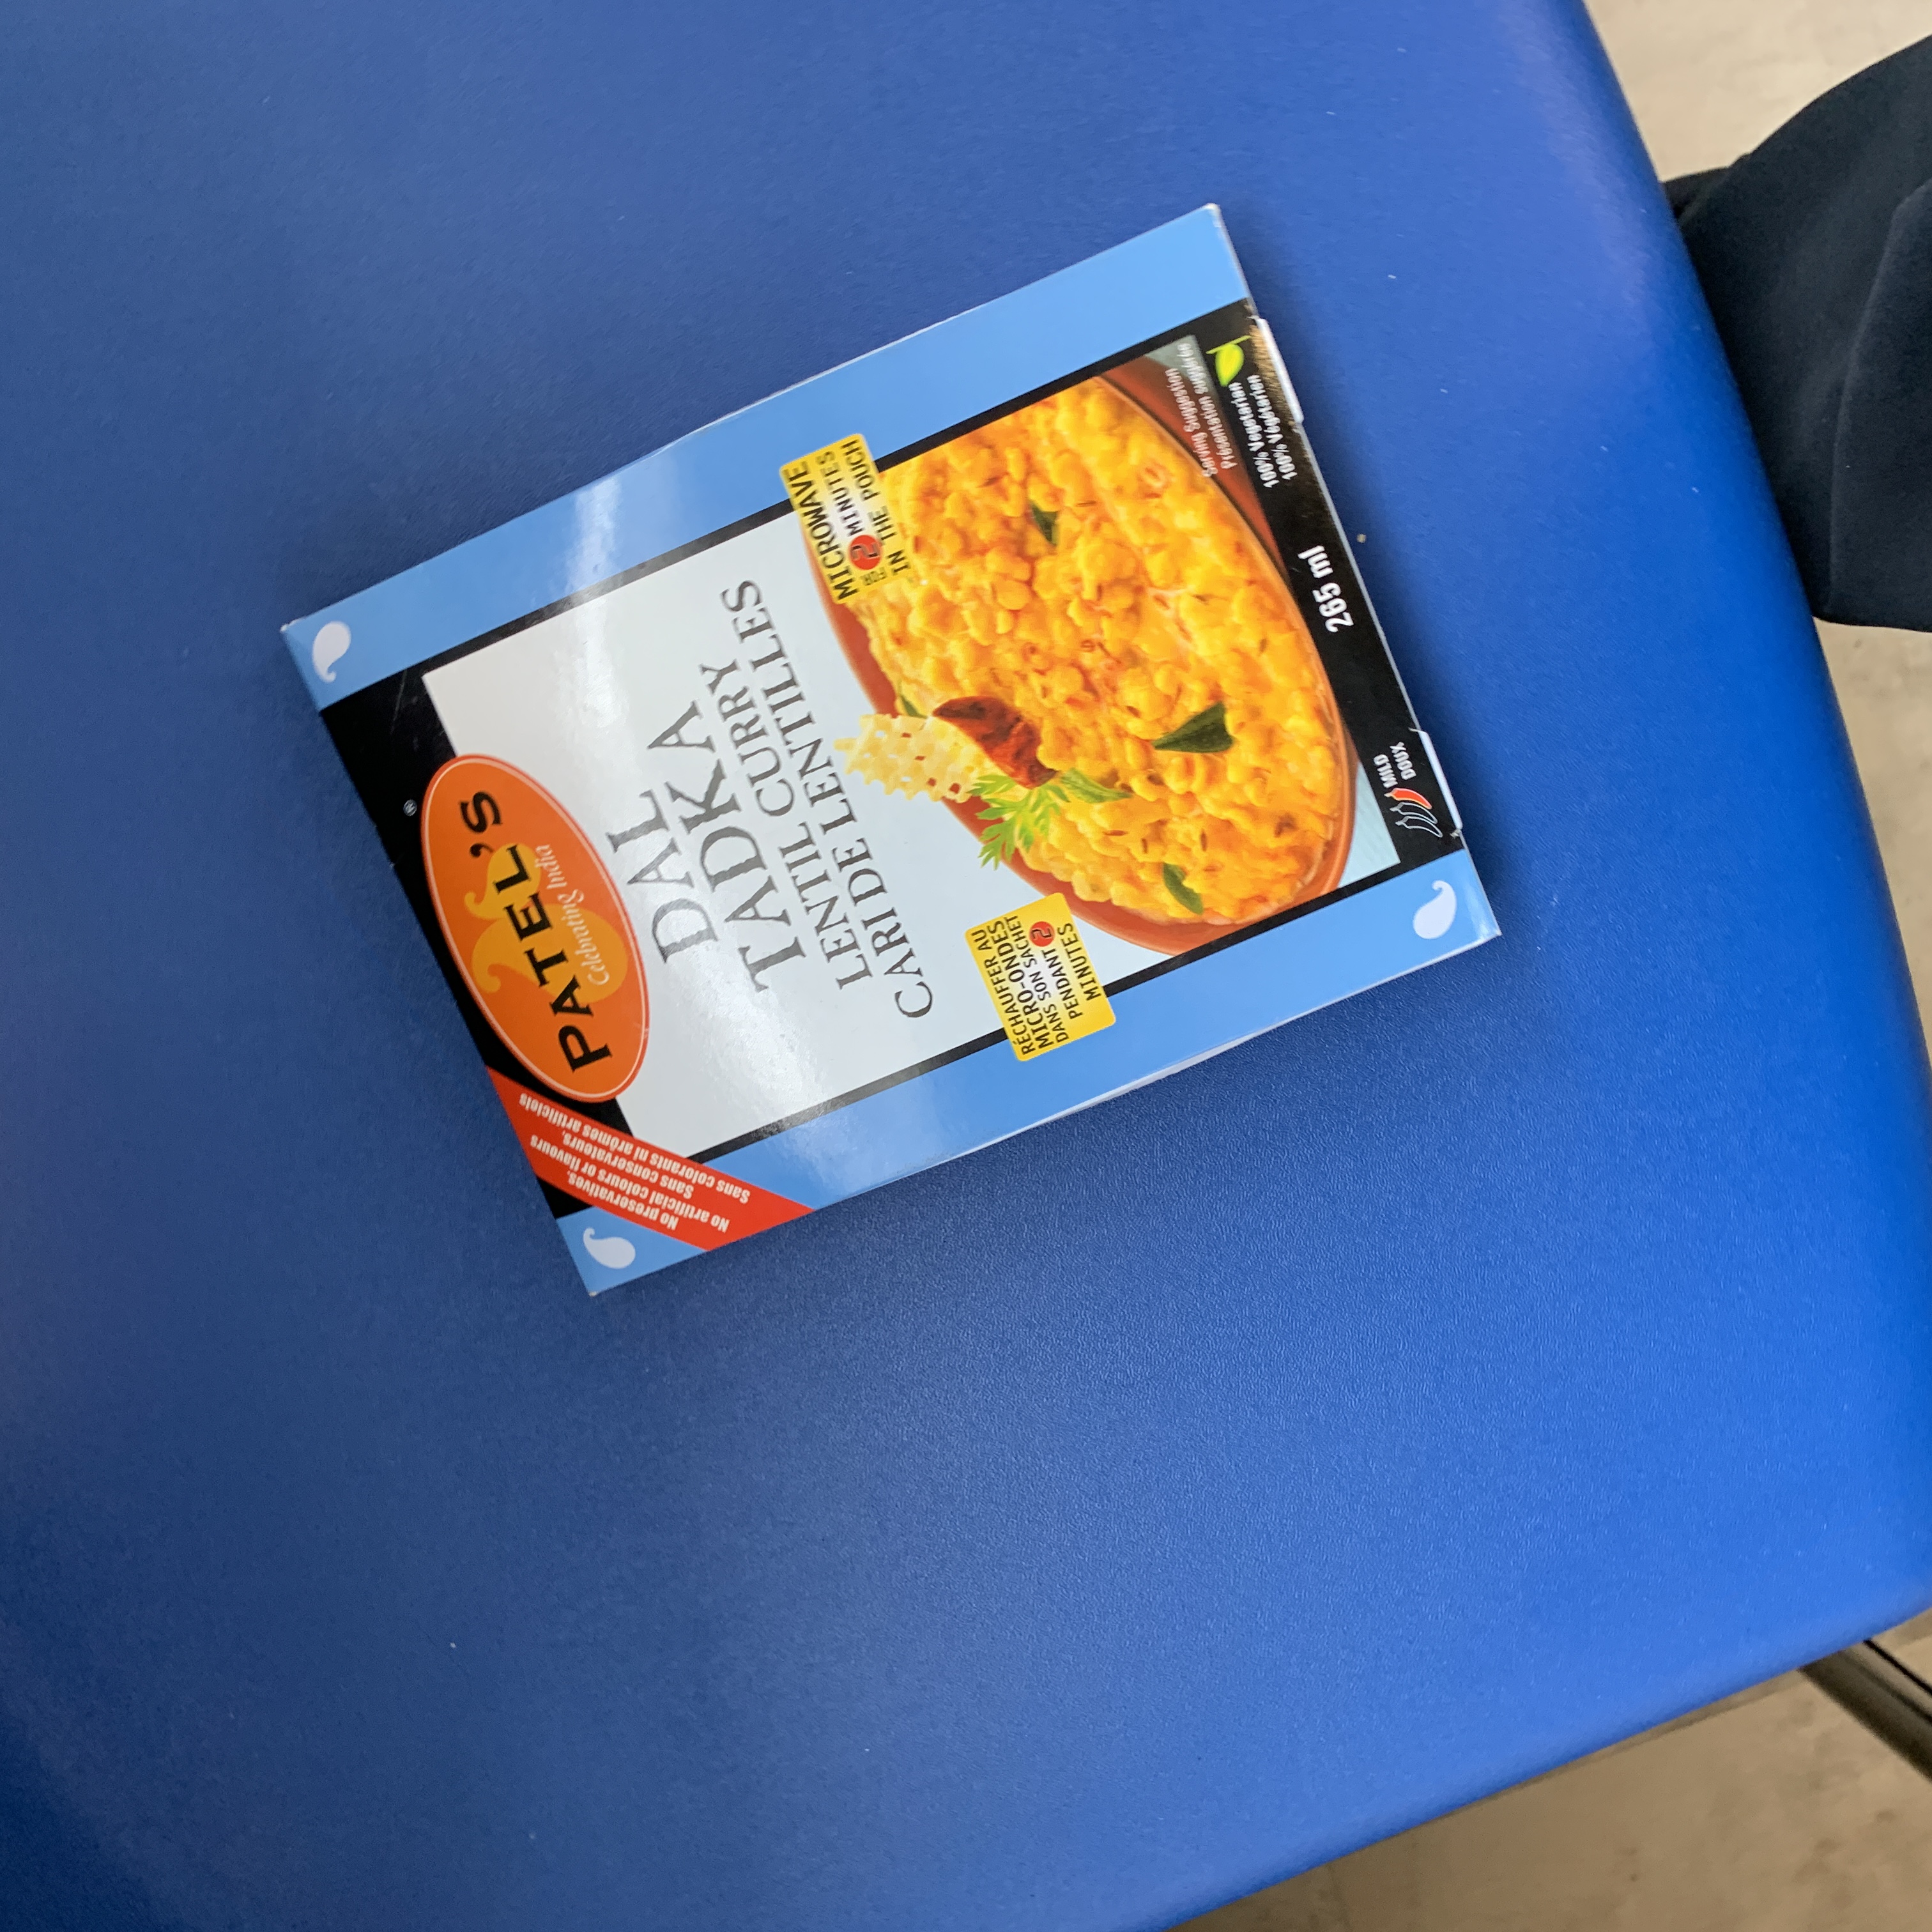 No preservatives,
No artificial colours or flavours
Sans conservateurs,
Sans colorants ni arômes artificiels
®
PATEL'S
Celebrating India
DAL
TADKA
LENTIL CURRY
CARI DE LENTILLES
MICROWAVE
FOR 2 MINUTES
IN THE POUCH
RÉCHAUFFER AU
MICRO-ONDES
DANS SON SACHET
PENDANT 2
MINUTES
Serving Suggestion
Présentation suggérée
100% Vegetarian
100% Végétarien
265 ml
MILD
DOUX